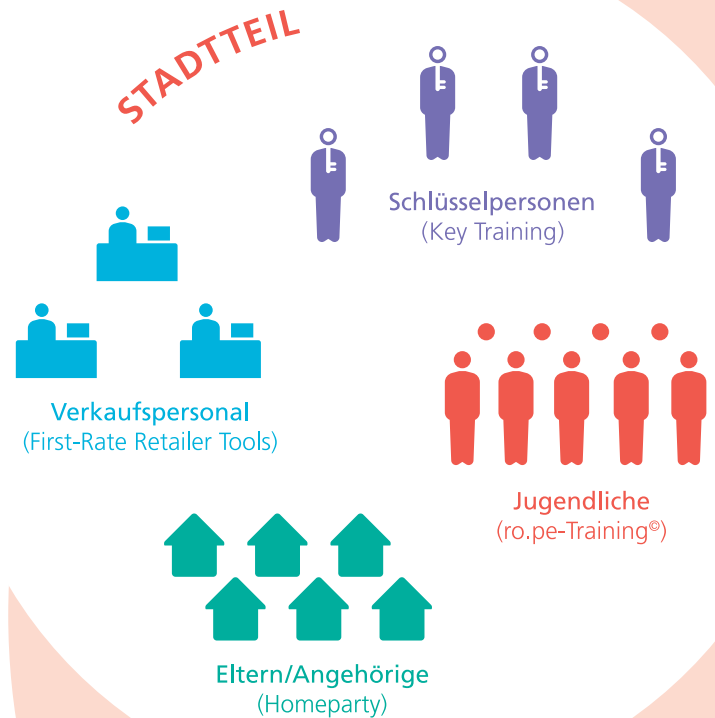 STADTTEIL
Schlüsselpersonen
(Key Training)
Verkaufspersonal
(First-Rate Retailer Tools)
Jugendliche
(ro.pe-Training©)
Eltern/Angehörige
(Homeparty)